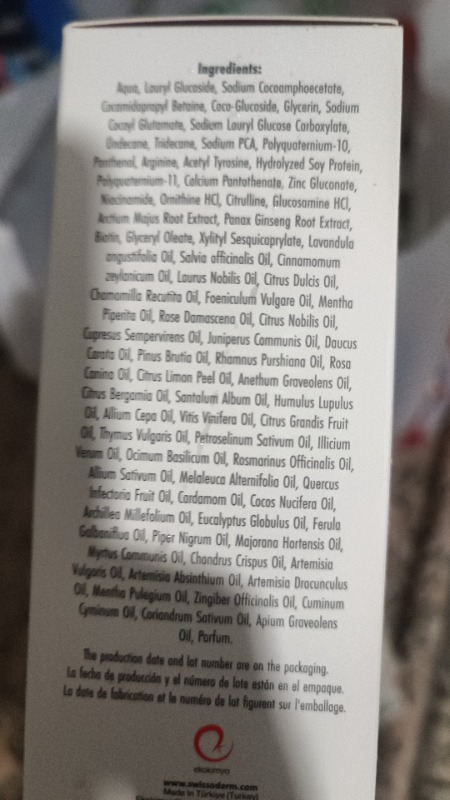 Ingredients:
Aqua, Lauryl Glucoside, Sodium Cocoamphoecetate,
Cocamidopropyl Betaine, Coco-Glucoside, Glycerin, Sodium
Cocoyl Glutamate, Sodium Lauryl Glucose Carboxylate,
Undecane, Tridecane, Sodium PCA, Polyquaternium-10,
Panthenol, Arginine, Acetyl Tyrosine, Hydrolyzed Soy Protein,
Polyquaternium-11, Calcium Pantothenate, Zinc Gluconate,
Niacinamide, Ornithine HCl, Citrulline, Glucosamine HCl,
Arctium Majus Root Extract, Panax Ginseng Root Extract,
Biotin, Glyceryl Oleate, Xylityl Sesquicaprylate, Lavandula
angustifolia Oil, Salvia officinalis Oil, Cinnamomum
zeylanicum Oil, Laurus Nobilis Oil, Citrus Dulcis Oil,
Chamomilla Recutita Oil, Foeniculum Vulgare Oil, Mentha
Piperita Oil, Rose Damascena Oil, Citrus Nobilis Oil,
Cupresus Sempervirens Oil, Juniperus Communis Oil, Daucus
Carota Oil, Pinus Brutia Oil, Rhamnus Purshiana Oil, Rosa
Canina Oil, Citrus Limon Peel Oil, Anethum Graveolens Oil,
Citrus Bergamia Oil, Santalum Album Oil, Humulus Lupulus
Oil, Allium Cepa Oil, Vitis Vinifera Oil, Citrus Grandis Fruit
Oil, Thymus Vulgaris Oil, Petroselinum Sativum Oil, Illicium
Verum Oil, Ocimum Basilicum Oil, Rosmarinus Officinalis Oil,
Allium Sativum Oil, Melaleuca Alternifolia Oil, Quercus
Infectoria Fruit Oil, Cardamom Oil, Cocos Nucifera Oil,
Archillea Millefolium Oil, Eucalyptus Globulus Oil, Ferula
Galbaniflua Oil, Piper Nigrum Oil, Majorana Hortensis Oil,
Myrtus Communis Oil, Chondrus Crispus Oil, Artemisia
Vulgaris Oil, Artemisia Absinthium Oil, Artemisia Dracunculus
Oil, Mentha Pulegium Oil, Zingiber Officinalis Oil, Cuminum
Cyminum Oil, Coriandrum Sativum Oil, Apium Graveolens
Oil, Parfum.
The production date and lot number are on the packaging.
La fecha de producción y el número de lote están en el empaque.
La date de fabrication et le numéro de lot figurent sur l'emballage.
ekokimya
www.swissoderm.com
Made in Türkiye (Turkey)